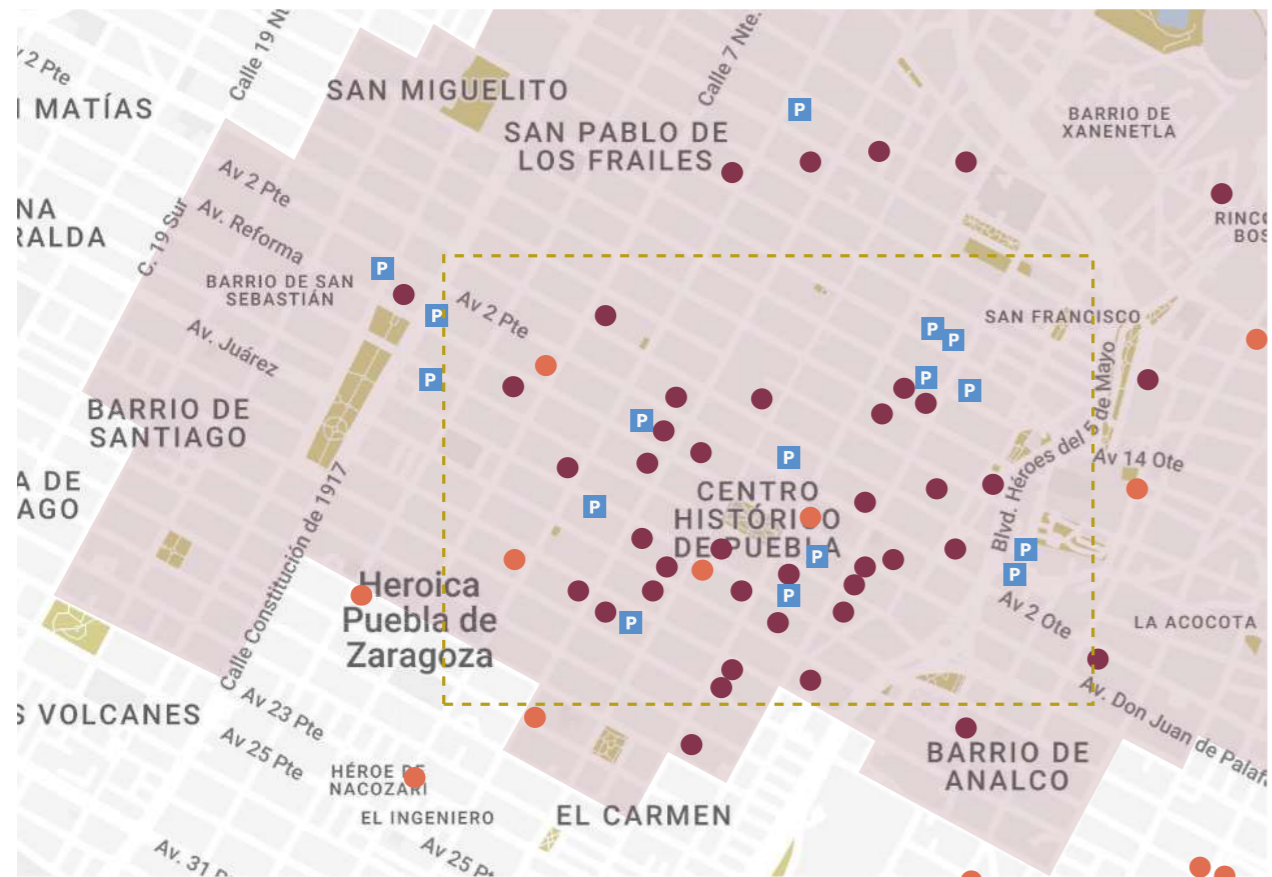 Calle 19 N
Calle 7 Nte.
2 Pte
MATÍAS
SAN MIGUELITO
P
BARRIO DE
XANENETLA
SAN PABLO DE
LOS FRAILES
Av 2 Pte
NA
RALDA
Av. Reforma
C. 19 Sur
RINC
BOS
P
BARRIO DE SAN
SEBASTIÁN
P
Av 2 Pte
SAN FRANCISCO
Av. Juárez
P
P
P
P
P
BARRIO DE
SANTIAGO
P
Blvd. Héroes del 5 de Mayo
P
Av 14 Ote
A DE
AGO
CENTRO
HISTÓRICO
DE PUEBLA
P
Calle Constitución de 1917
P
P
P
Heroica
Puebla de
Zaragoza
P
P
Av 2 Ote
LA ACOCOTA
S VOLCANES
Av 23 Pte
Av. Don Juan de Palaf
Av 25 Pte
HÉROE DE
NACOZARI
BARRIO DE
ANALCO
EL INGENIERO
EL CARMEN
Av. 31 P
Av 25 Pt